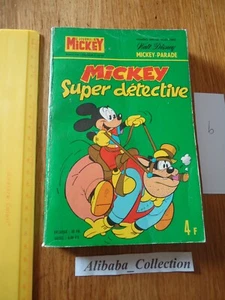 MICKEY
Walt Disney
MICKEY-PARADE
MICKEY
Super détective
4 F
6
Alibaba_Collection